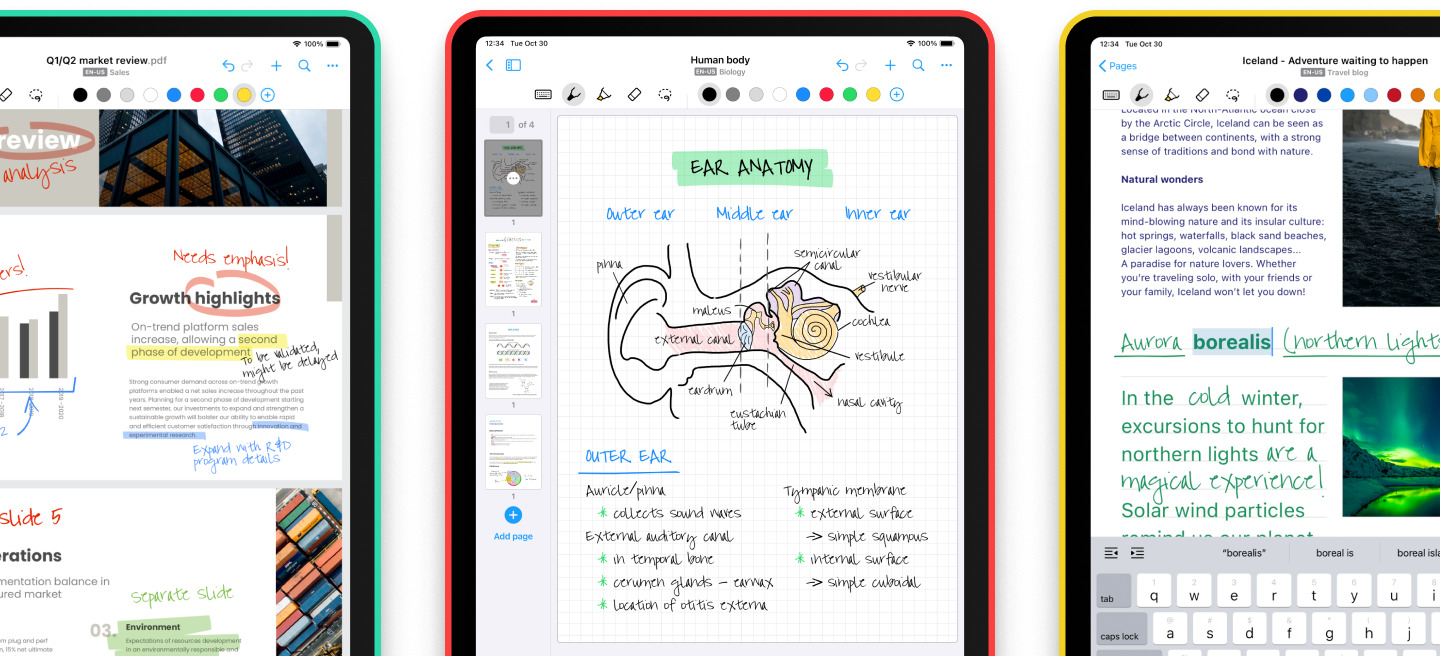 100%
Q1/Q2 market review.pdf
EN-US Sales
review
analysis
Needs emphasis!
Growth highlights
On-trend platform sales
increase, allowing a second
phase of development
To be validated,
might be delayed
Strong consumer demand across on-trend growth
platforms enabled a net sales increase throughout the past
years. Planning for a second phase of development starting
next semester, our investments to expand and strengthen a
sustainable growth will bolster our ability to enable rapid
and efficient customer satisfaction through innovation and
experimental research.
Expand with R&D
program details
slide 5
Separate slide
03.
Environment
Expectations of resources development
in an environmentally responsible and
12:34 Tue Oct 30
100%
Human body
EN-US Biology
1 of 4
1
1
1
1
Add page
EAR ANATOMY
Outer ear Middle ear Inner ear
pinna
semicircular
canal
vestibular
nerve
maleus
cochlea
external canal
vestibule
eardrum
nasal cavity
eustachian
tube
OUTER EAR
Auricle/pinna
* collects sound waves
External auditory canal
* in temporal bone
* cerumen glands – earwax
* location of otitis externa
Tympanic membrane
* external surface
→ simple squamous
* internal surface
→ simple cuboidal
12:34 Tue Oct 30
Pages
Iceland - Adventure waiting to happen
EN-US Travel blog
Located in the North-Atlantic Ocean close
by the Arctic Circle, Iceland can be seen as
a bridge between continents, with a strong
sense of traditions and bond with nature.
Natural wonders
Iceland has always been known for its
mind-blowing nature and its insular culture:
hot springs, waterfalls, black sand beaches,
glacier lagoons, volcanic landscapes...
A paradise for nature lovers. Whether
you're traveling solo, with your friends or
your family, Iceland won't let you down!
Aurora borealis (northern lights
In the cold winter,
excursions to hunt for
northern lights are a
magical experience!
Solar wind particles
remind us our planet
"borealis" boreal is boreal isla
tab
1 2 3 4 5 6 7 8
q w e r t y u i
caps lock
a s d f g h j